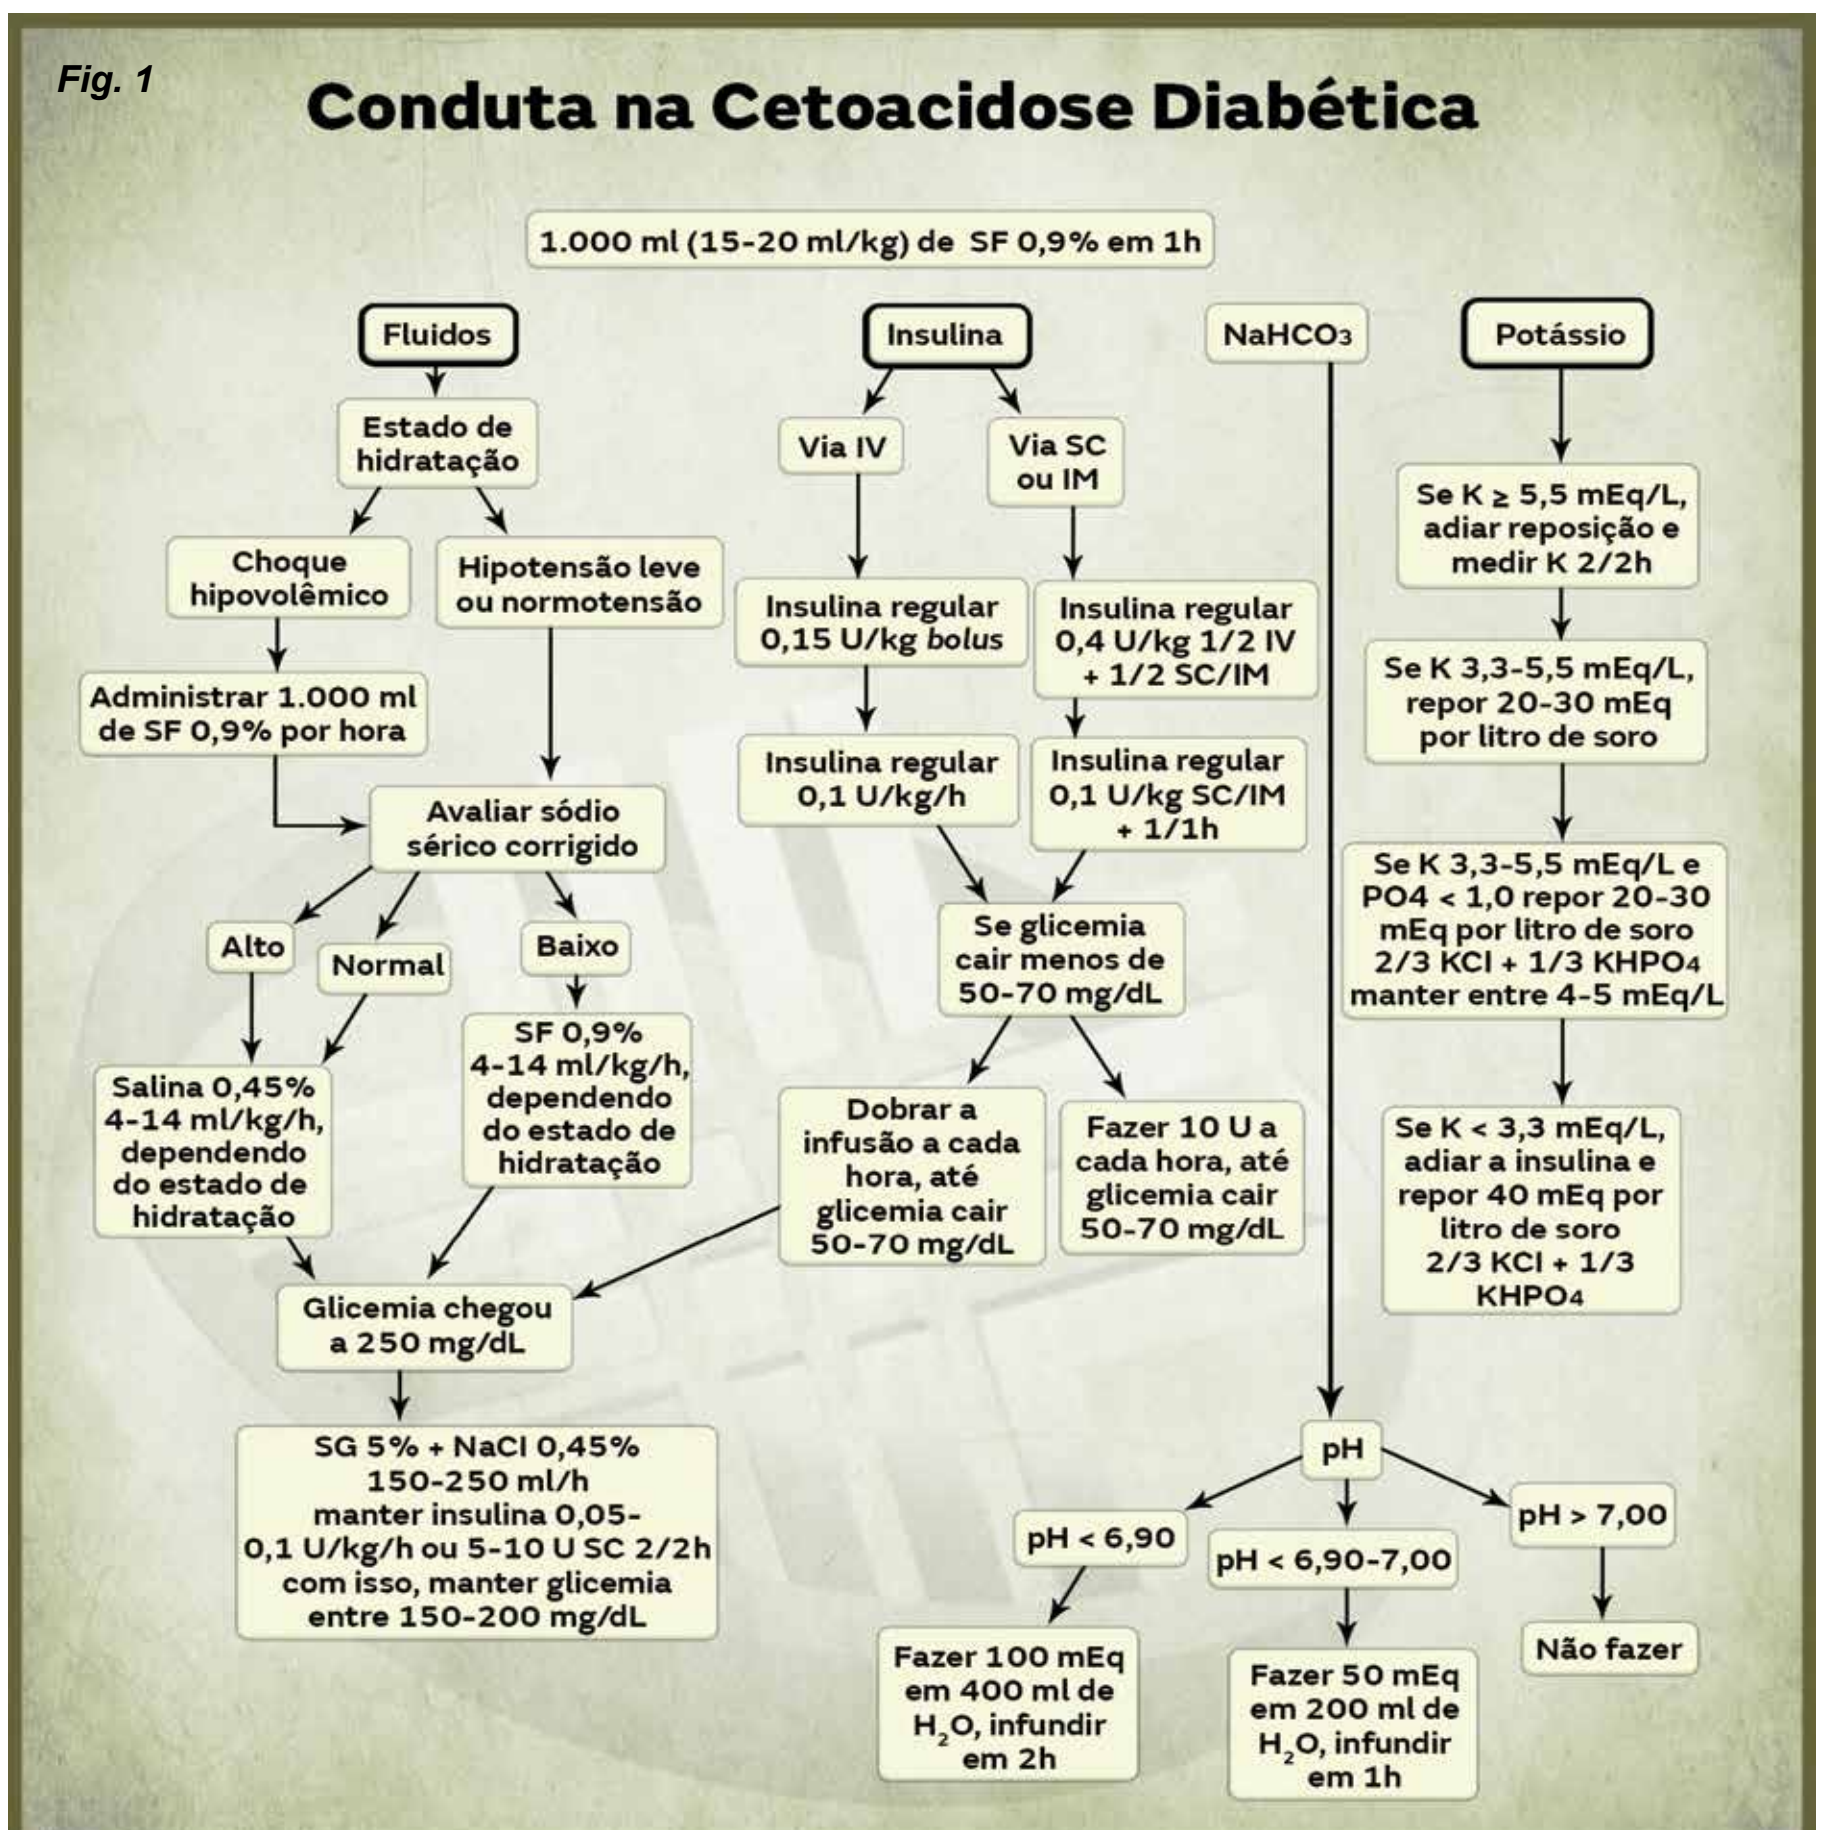 Fig. 1
Conduta na Cetoacidose Diabética
1.000 ml (15-20 ml/kg) de SF 0,9% em 1h
Fluidos
Estado de
hidratação
Choque
hipovolêmico
Hipotensão leve
ou normotensão
Administrar 1.000 ml
de SF 0,9% por hora
Avaliar sódio
sérico corrigido
Alto
Normal
Baixo
Salina 0,45%
4-14 ml/kg/h,
dependendo
do estado de
hidratação
SF 0,9%
4-14 ml/kg/h,
dependendo
do estado de
hidratação
Glicemia chegou
a 250 mg/dL
SG 5% + NaCl 0,45%
150-250 ml/h
manter insulina 0,05-
0,1 U/kg/h ou 5-10 U SC 2/2h
com isso, manter glicemia
entre 150-200 mg/dL
Insulina
Via IV
Via SC
ou IM
Insulina regular
0,15 U/kg bolus
Insulina regular
0,4 U/kg 1/2 IV
+ 1/2 SC/IM
Insulina regular
0,1 U/kg/h
Insulina regular
0,1 U/kg SC/IM
+ 1/1h
Se glicemia
cair menos de
50-70 mg/dL
Dobrar a
infusão a cada
hora, até
glicemia cair
50-70 mg/dL
Fazer 10 U a
cada hora, até
glicemia cair
50-70 mg/dL
NaHCO3
pH
pH < 6,90
pH < 6,90-7,00
pH > 7,00
Fazer 100 mEq
em 400 ml de
H2O, infundir
em 2h
Fazer 50 mEq
em 200 ml de
H2O, infundir
em 1h
Não fazer
Potássio
Se K ≥ 5,5 mEq/L,
adiar reposição e
medir K 2/2h
Se K 3,3-5,5 mEq/L,
repor 20-30 mEq
por litro de soro
Se K 3,3-5,5 mEq/L e
PO4 < 1,0 repor 20-30
mEq por litro de soro
2/3 KCl + 1/3 KHPO4
manter entre 4-5 mEq/L
Se K < 3,3 mEq/L,
adiar a insulina e
repor 40 mEq por
litro de soro
2/3 KCl + 1/3
KHPO4